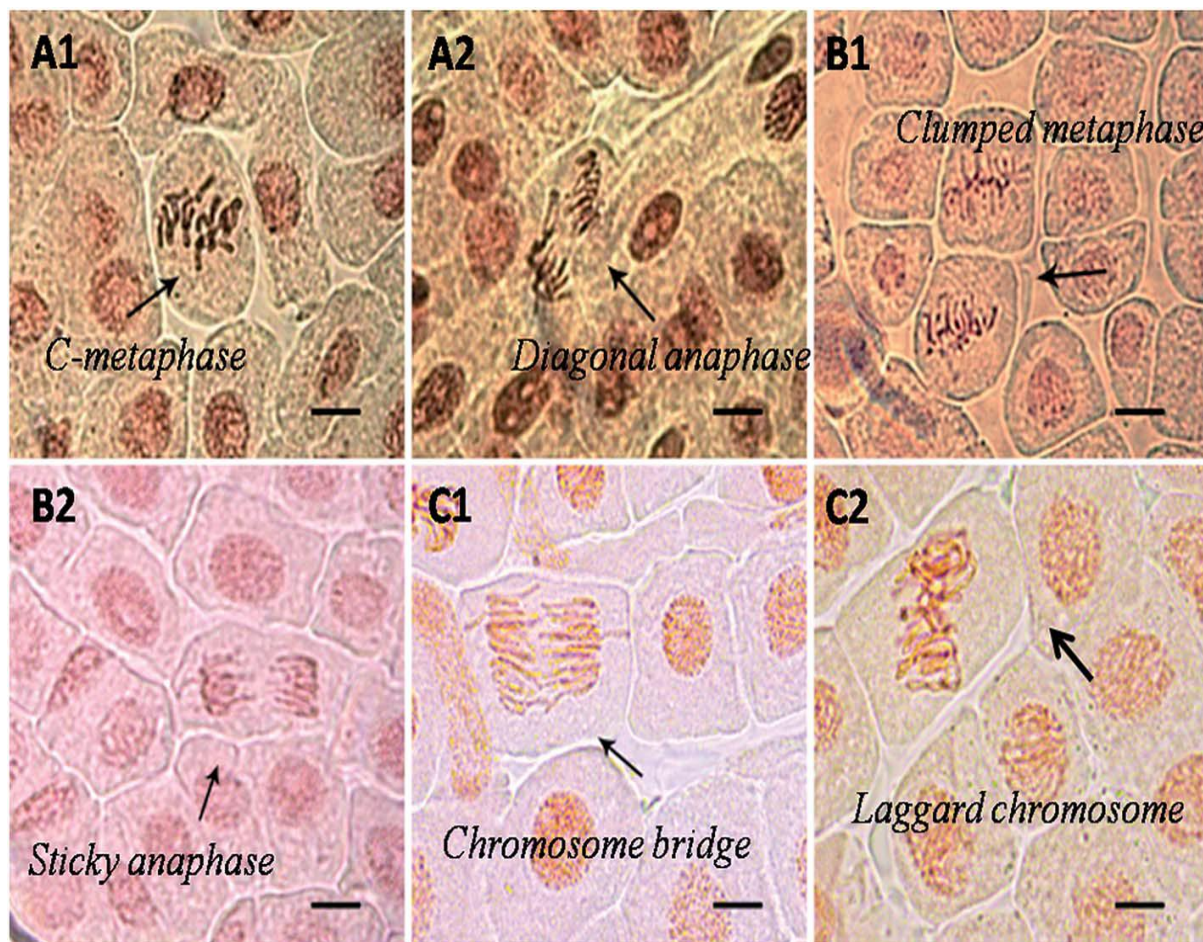 A1
C-metaphase
A2
Diagonal anaphase
B1
Clumped metaphase
B2
Sticky anaphase
C1
Chromosome bridge
C2
Laggard chromosome